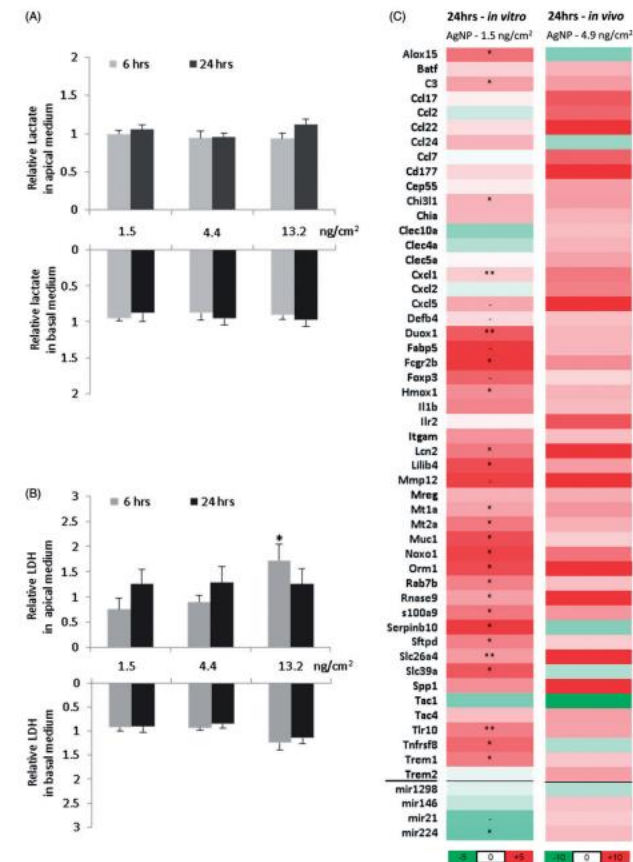 (A)
6 hrs 24 hrs
Relative Lactate
in apical medium
2
1.5
1
0.5
0
1.5 4.4 13.2 ng/cm²
Relative lactate
in basal medium
0
0.5
1
1.5
2
(B)
6 hrs 24 hrs
Relative LDH
in apical medium
3
2.5
2
1.5
1
0.5
0
*
1.5 4.4 13.2 ng/cm²
Relative LDH
in basal medium
0
0.5
1
1.5
2
2.5
3
(C)
24hrs - in vitro 24hrs - in vivo
AgNP - 1.5 ng/cm² AgNP - 4.9 ng/cm²
Alox15 *
Batf
C3 *
Ccl17
Ccl2
Ccl22
Ccl24
Ccl7
Cd177
Cep55
Chi3l1 *
Chia
Clec10a
Clec4a
Clec5a
Cxcl1 **
Cxcl2
Cxcl5 -
Defb4 -
Duox1 **
Fabp5 -
Fcgr2b *
Foxp3 -
Hmox1 *
Il1b
Ilr2
Itgam
Lcn2 *
Lilib4 *
Mmp12 -
Mreg
Mt1a *
Mt2a *
Muc1 *
Noxo1 *
Orm1 *
Rab7b *
Rnase9 *
s100a9 *
Serpinb10 *
Sftpd *
Slc26a4 **
Slc39a *
Spp1
Tac1
Tac4
Tlr10 **
Tnfrsf8 *
Trem1 *
Trem2
mir1298
mir146
mir21 -
mir224 *
-5 0 +5 -10 0 +10